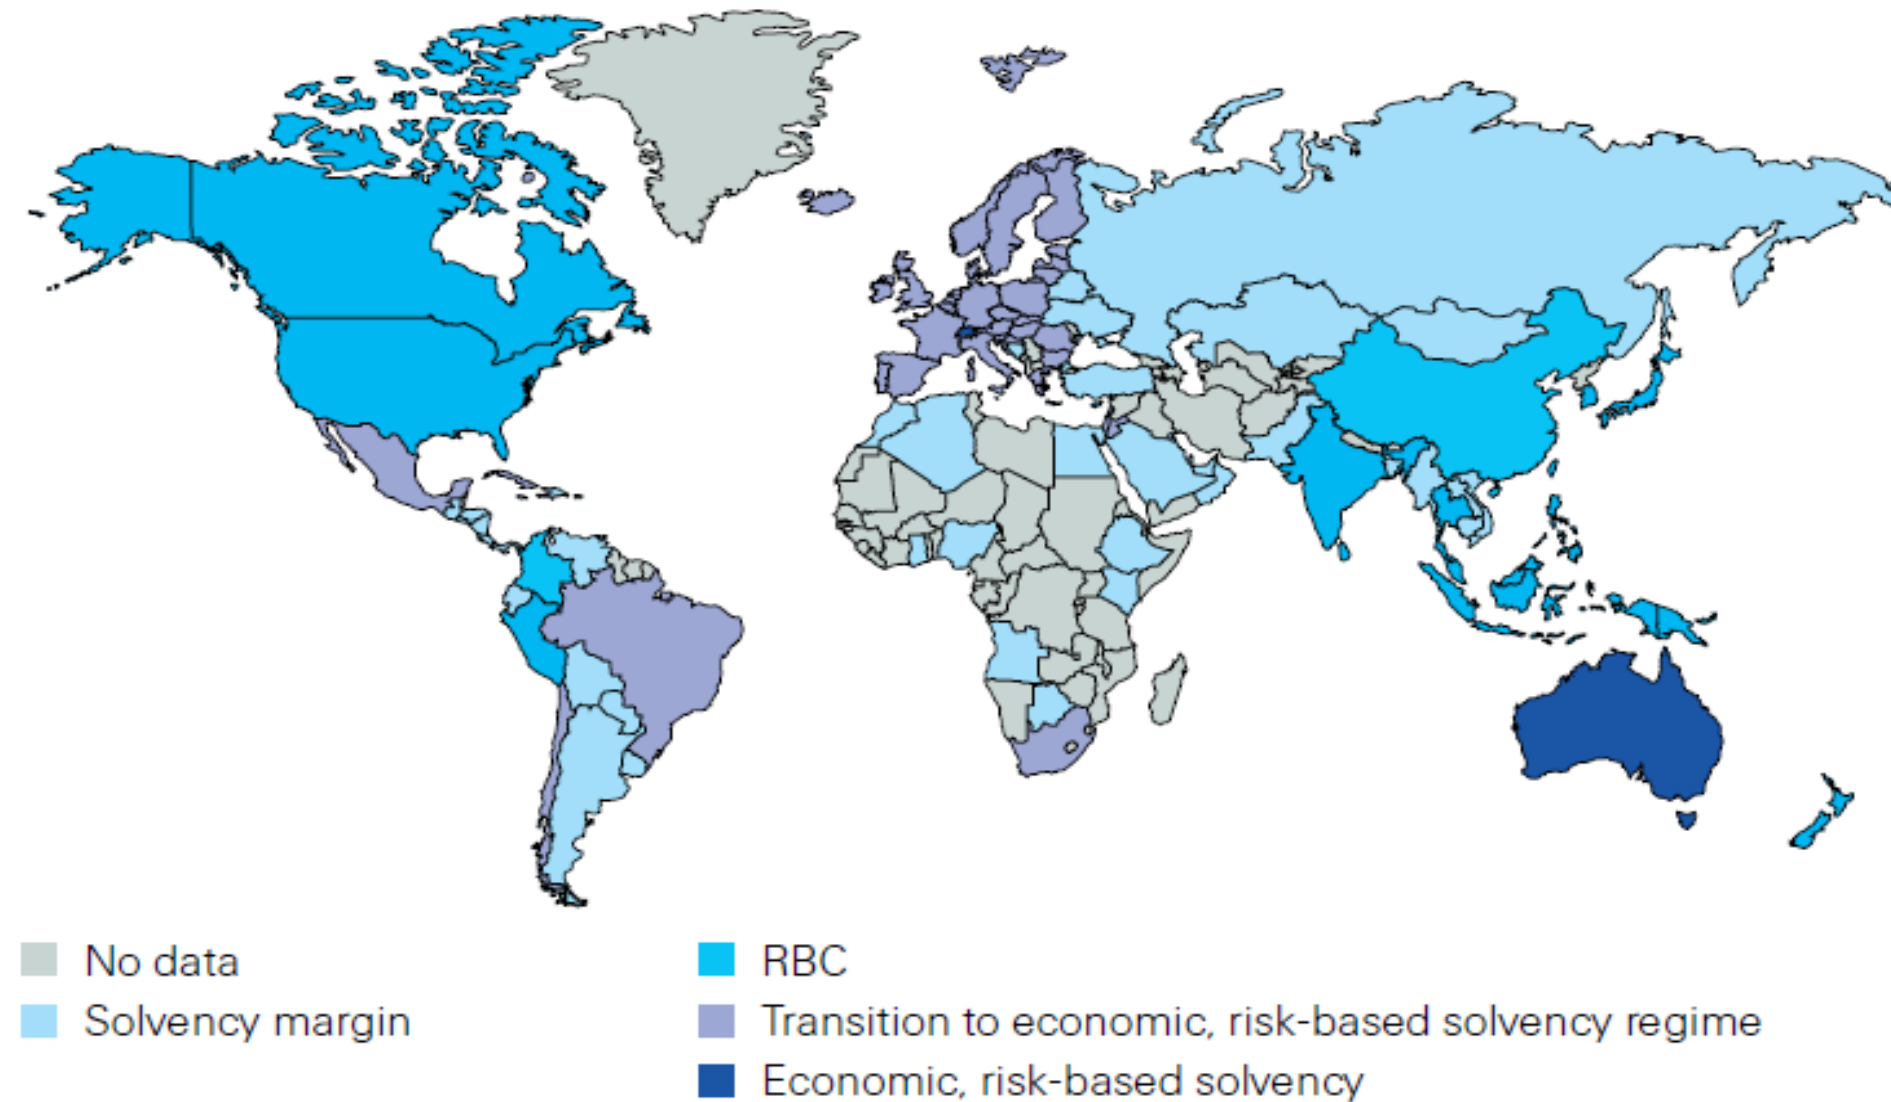 No data
Solvency margin
RBC
Transition to economic, risk-based solvency regime
Economic, risk-based solvency